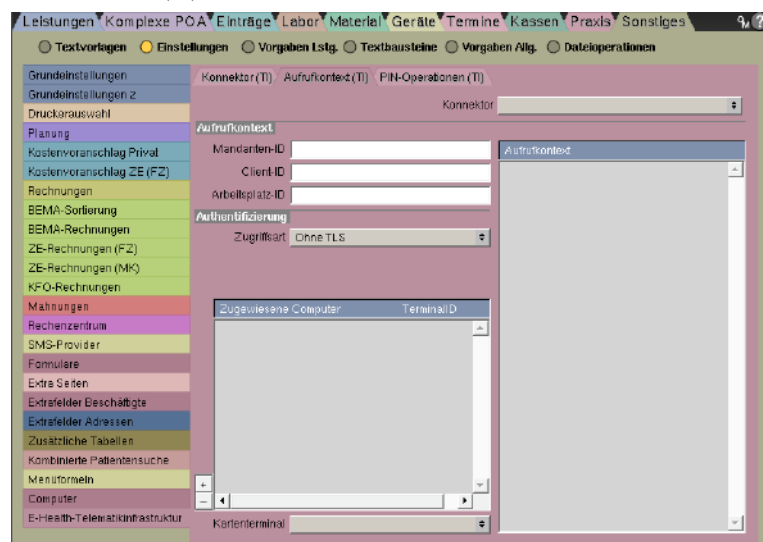 Leistungen Komplexe POA Einträge Labor Material Geräte Termine Kassen Praxis Sonstiges
Textvorlagen Einstellungen Vorgaben Lstg. Textbausteine Vorgaben Allg. Dateioperationen
Grundeinstellungen
Grundeinstellungen 2
Druckerauswahl
Planung
Kostenvoranschlag Privat
Kostenvoranschlag ZE (FZ)
Rechnungen
BEMA-Sortierung
BEMA-Rechnungen
ZE-Rechnungen (FZ)
ZE-Rechnungen (MK)
KFO-Rechnungen
Mahnungen
Rechenzentrum
SMS-Provider
Formulare
Extra Seiten
Extrafelder Beschäftigte
Extrafelder Adressen
Zusätzliche Tabellen
Kombinierte Patientensuche
Menüformeln
Computer
E-Health-Telematikinfrastruktur
Konnektor (TI) Aufrufkontext (TI) PIN-Operationen (TI)
Konnektor
Aufrufkontext
Mandanten-ID
Client-ID
Arbeitsplatz-ID
Authentifizierung
Zugriffsart Ohne TLS
Zugewiesene Computer TerminalID
+
–
Kartenterminal
Aufrufkontext